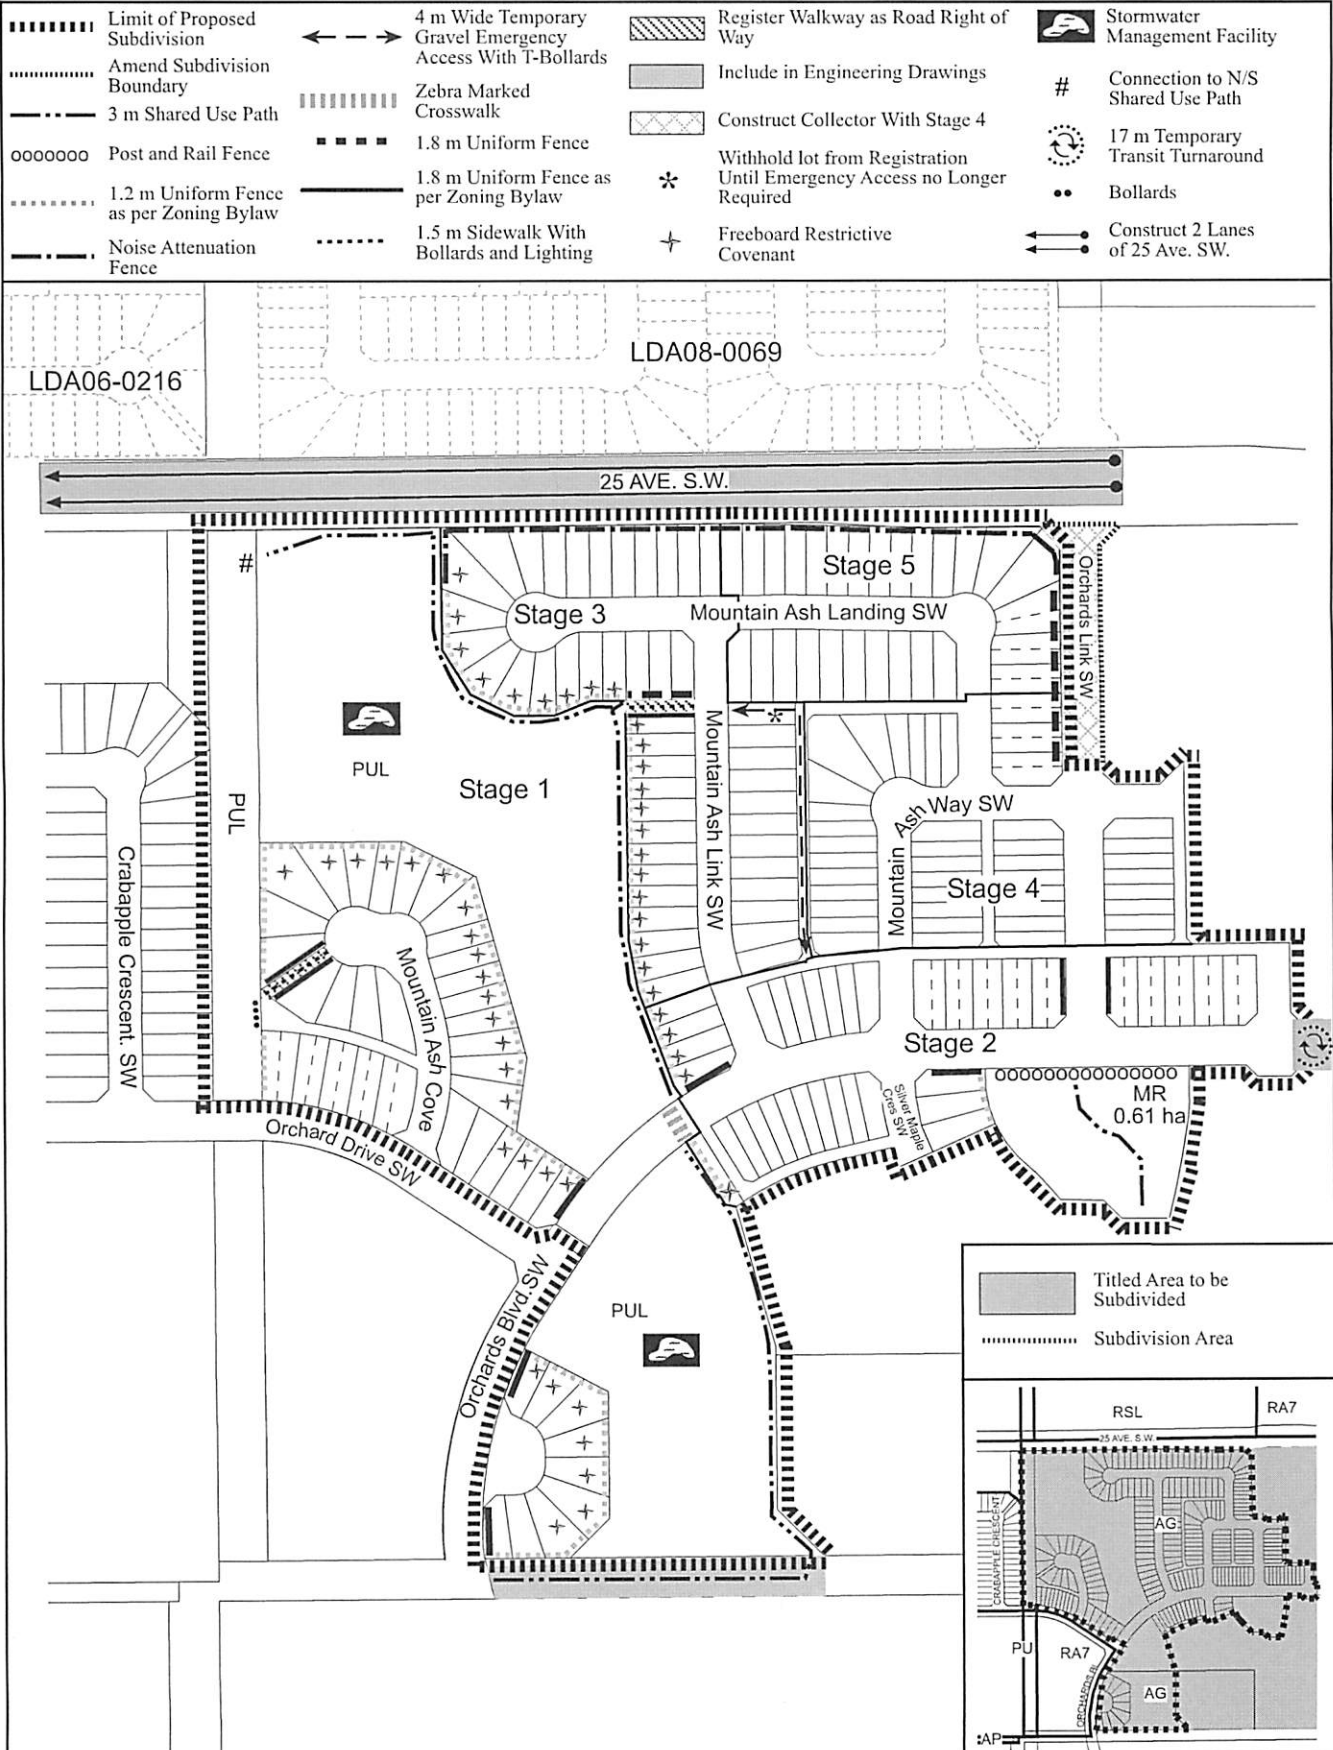 Limit of Proposed
Subdivision
Amend Subdivision
Boundary
3 m Shared Use Path
Post and Rail Fence
1.2 m Uniform Fence
as per Zoning Bylaw
Noise Attenuation
Fence
4 m Wide Temporary
Gravel Emergency
Access With T-Bollards
Zebra Marked
Crosswalk
1.8 m Uniform Fence
1.8 m Uniform Fence as
per Zoning Bylaw
1.5 m Sidewalk With
Bollards and Lighting
Register Walkway as Road Right of
Way
Include in Engineering Drawings
Construct Collector With Stage 4
*
Withhold lot from Registration
Until Emergency Access no Longer
Required
Freeboard Restrictive
Covenant
Stormwater
Management Facility
#
Connection to N/S
Shared Use Path
17 m Temporary
Transit Turnaround
Bollards
Construct 2 Lanes
of 25 Ave. SW.
LDA06-0216
LDA08-0069
25 AVE. S.W.
#
Stage 5
Stage 3
Mountain Ash Landing SW
Orchards Link SW
*
PUL
Stage 1
PUL
Mountain Ash Link SW
Mountain Ash Way SW
Stage 4
Crabapple Crescent. SW
Mountain Ash Cove
Stage 2
Silver Maple
Cres SW
MR
0.61 ha
Orchard Drive SW
Orchards Blvd.SW
PUL
Titled Area to be
Subdivided
Subdivision Area
RSL
RA7
25 AVE. S.W.
CRABAPPLE CRESCENT
AG
PU
RA7
ORCHARDS BL
AG
AP